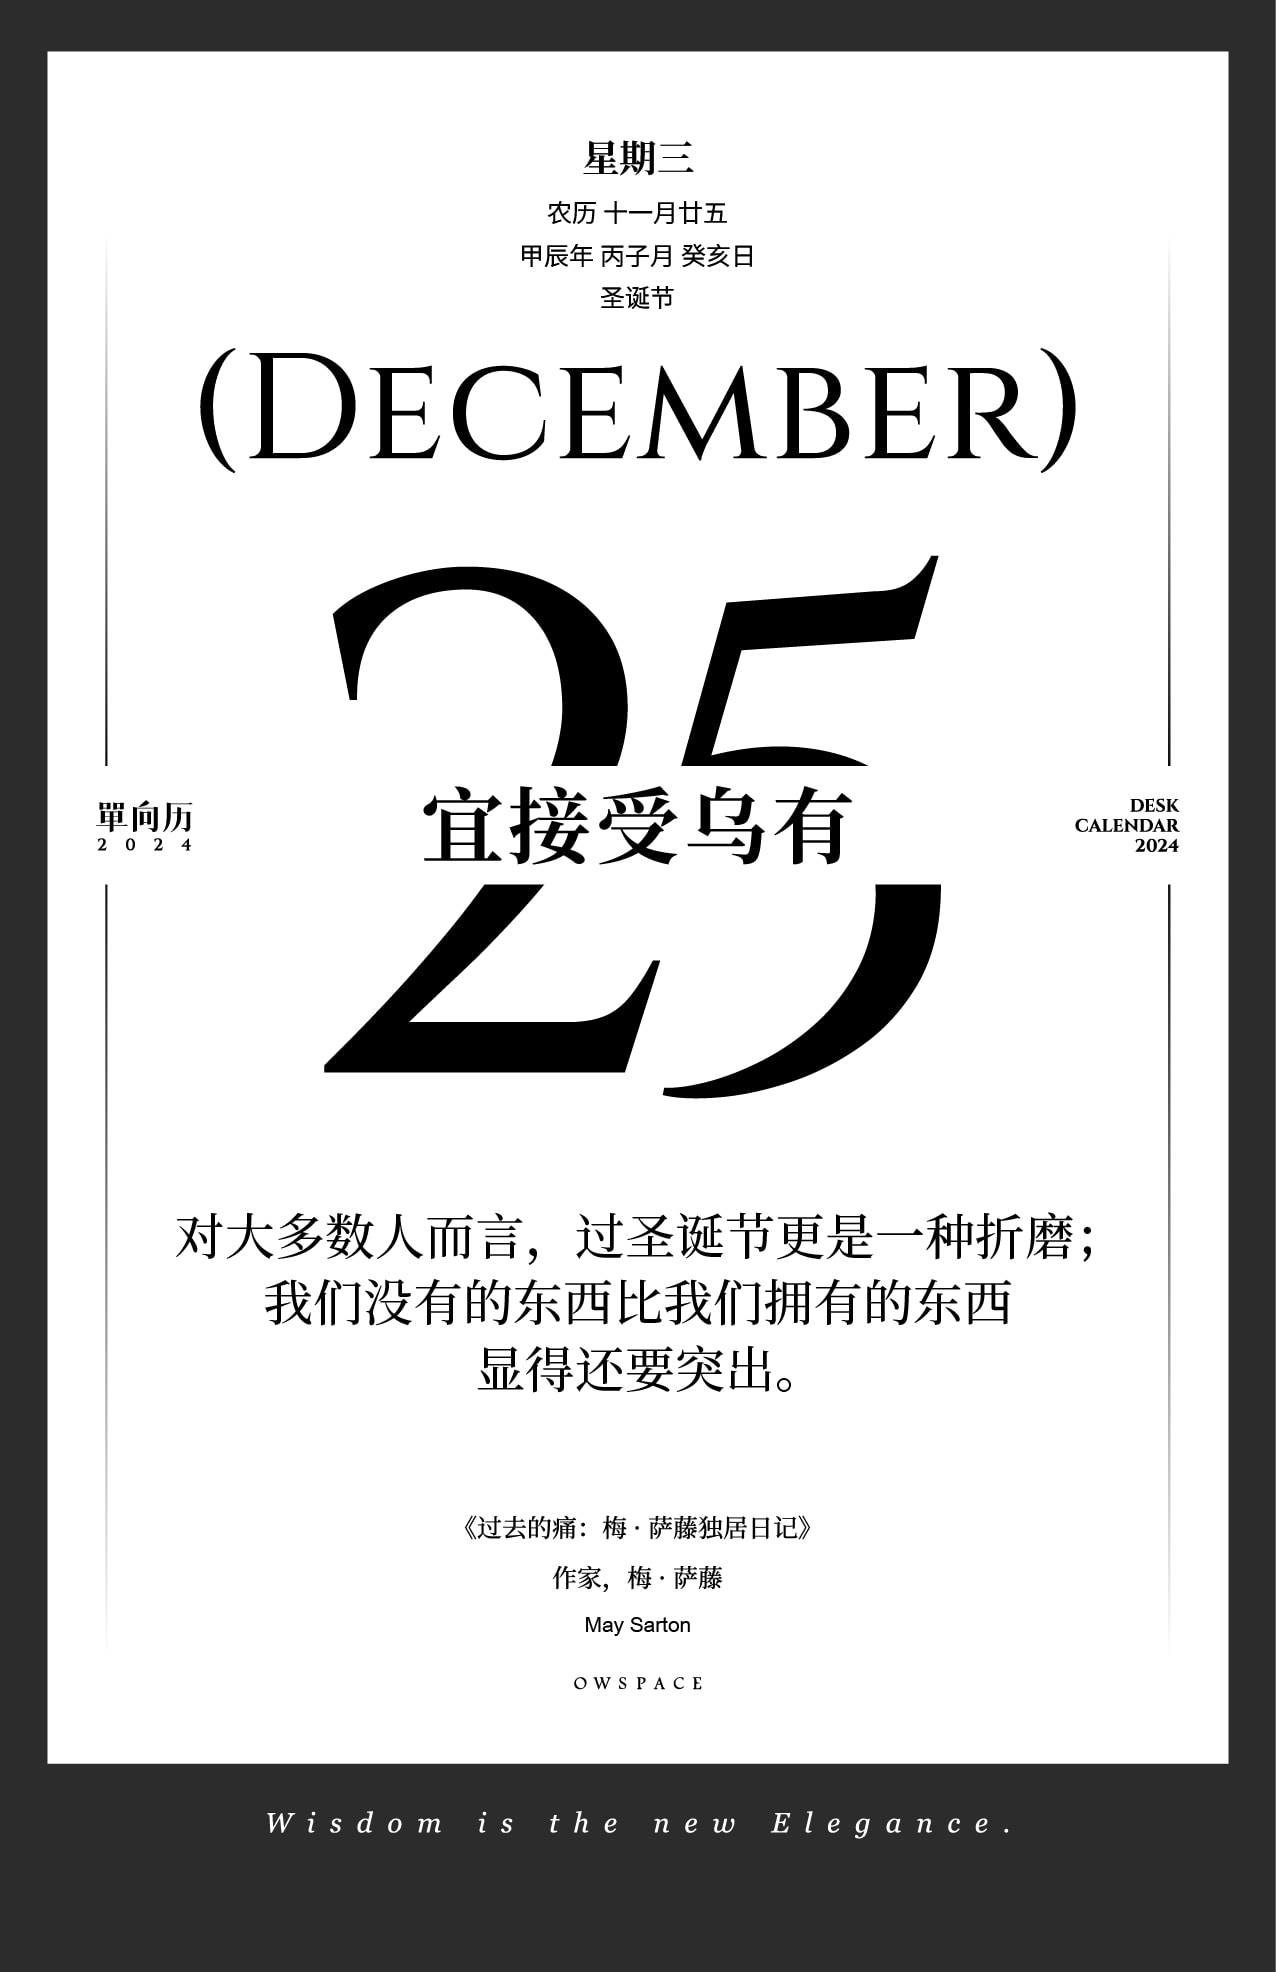 星期三
农历 十一月廿五
甲辰年 丙子月 癸亥日
圣诞节
(DECEMBER)
25
單向历
2024
宜接受乌有
DESK
CALENDAR
2024
对大多数人而言，过圣诞节更是一种折磨；
我们没有的东西比我们拥有的东西
显得还要突出。
《过去的痛：梅·萨藤独居日记》
作家，梅·萨藤
May Sarton
OWSPACE
Wisdom is the new Elegance.